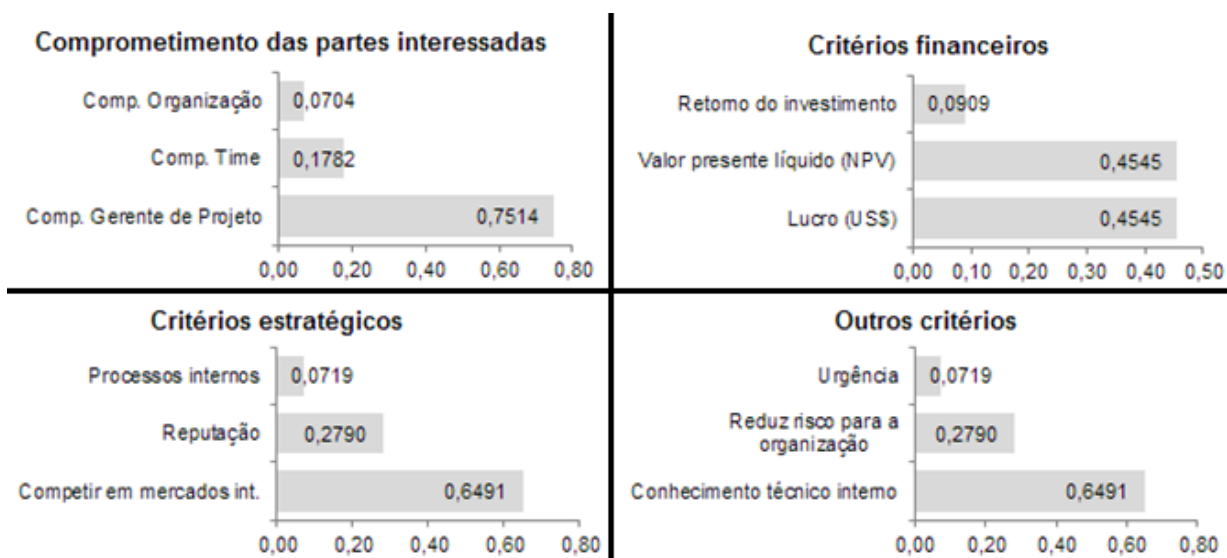 Comprometimento das partes interessadas
Comp. Organização 0,0704
Comp. Time 0,1782
Comp. Gerente de Projeto 0,7514
0,00 0,20 0,40 0,60 0,80
Critérios financeiros
Retorno do investimento 0,0909
Valor presente líquido (NPV) 0,4545
Lucro (US$) 0,4545
0,00 0,10 0,20 0,30 0,40 0,50
Critérios estratégicos
Processos internos 0,0719
Reputação 0,2790
Competir em mercados int. 0,6491
0,00 0,20 0,40 0,60 0,80
Outros critérios
Urgência 0,0719
Reduz risco para a
organização 0,2790
Conhecimento técnico interno 0,6491
0,00 0,20 0,40 0,60 0,80